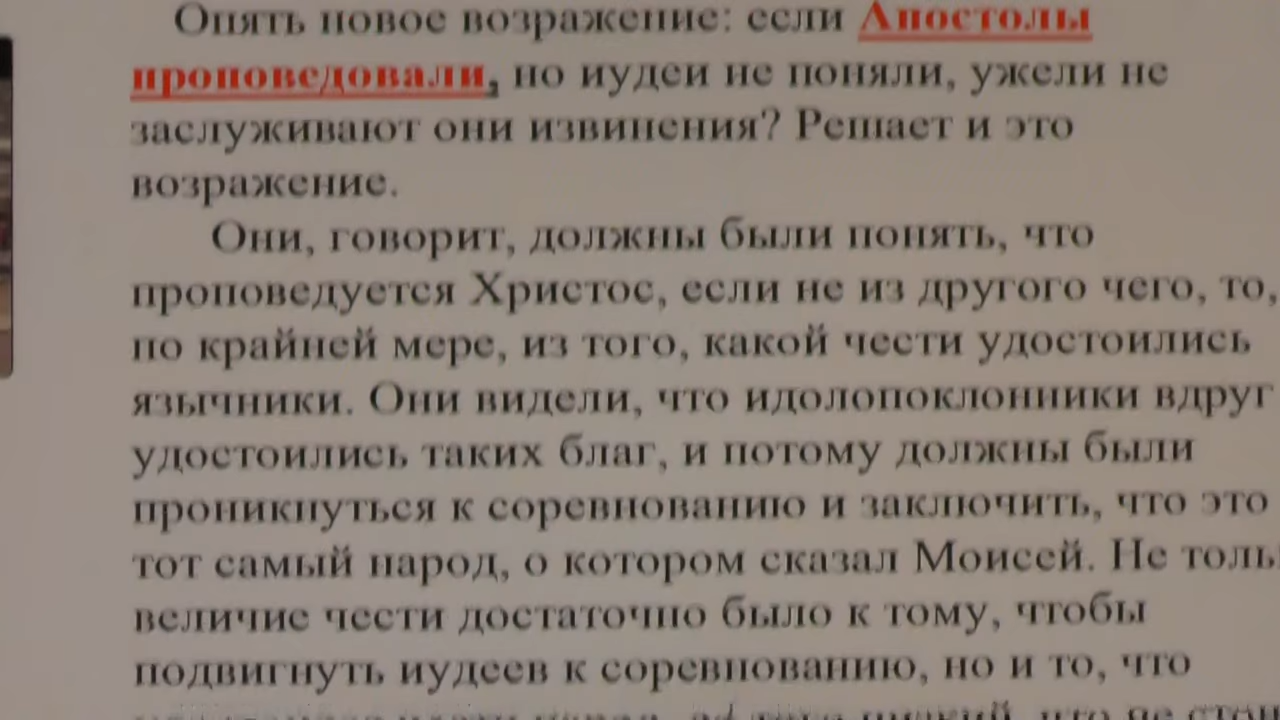 Опять новое возражение: если Апостолы
проповедовали, но иудеи не поняли, ужели не
заслуживают они извинения? Решает и это
возражение.
Они, говорит, должны были понять, что
проповедуется Христос, если не из другого чего, то,
по крайней мере, из того, какой чести удостоились
язычники. Они видели, что идолопоклонники вдруг
удостоились таких благ, и потому должны были
проникнуться к соревнованию и заключить, что это
тот самый народ, о котором сказал Моисей. Не толь
величие чести достаточно было к тому, чтобы
подвигнуть иудеев к соревнованию, но и то, что